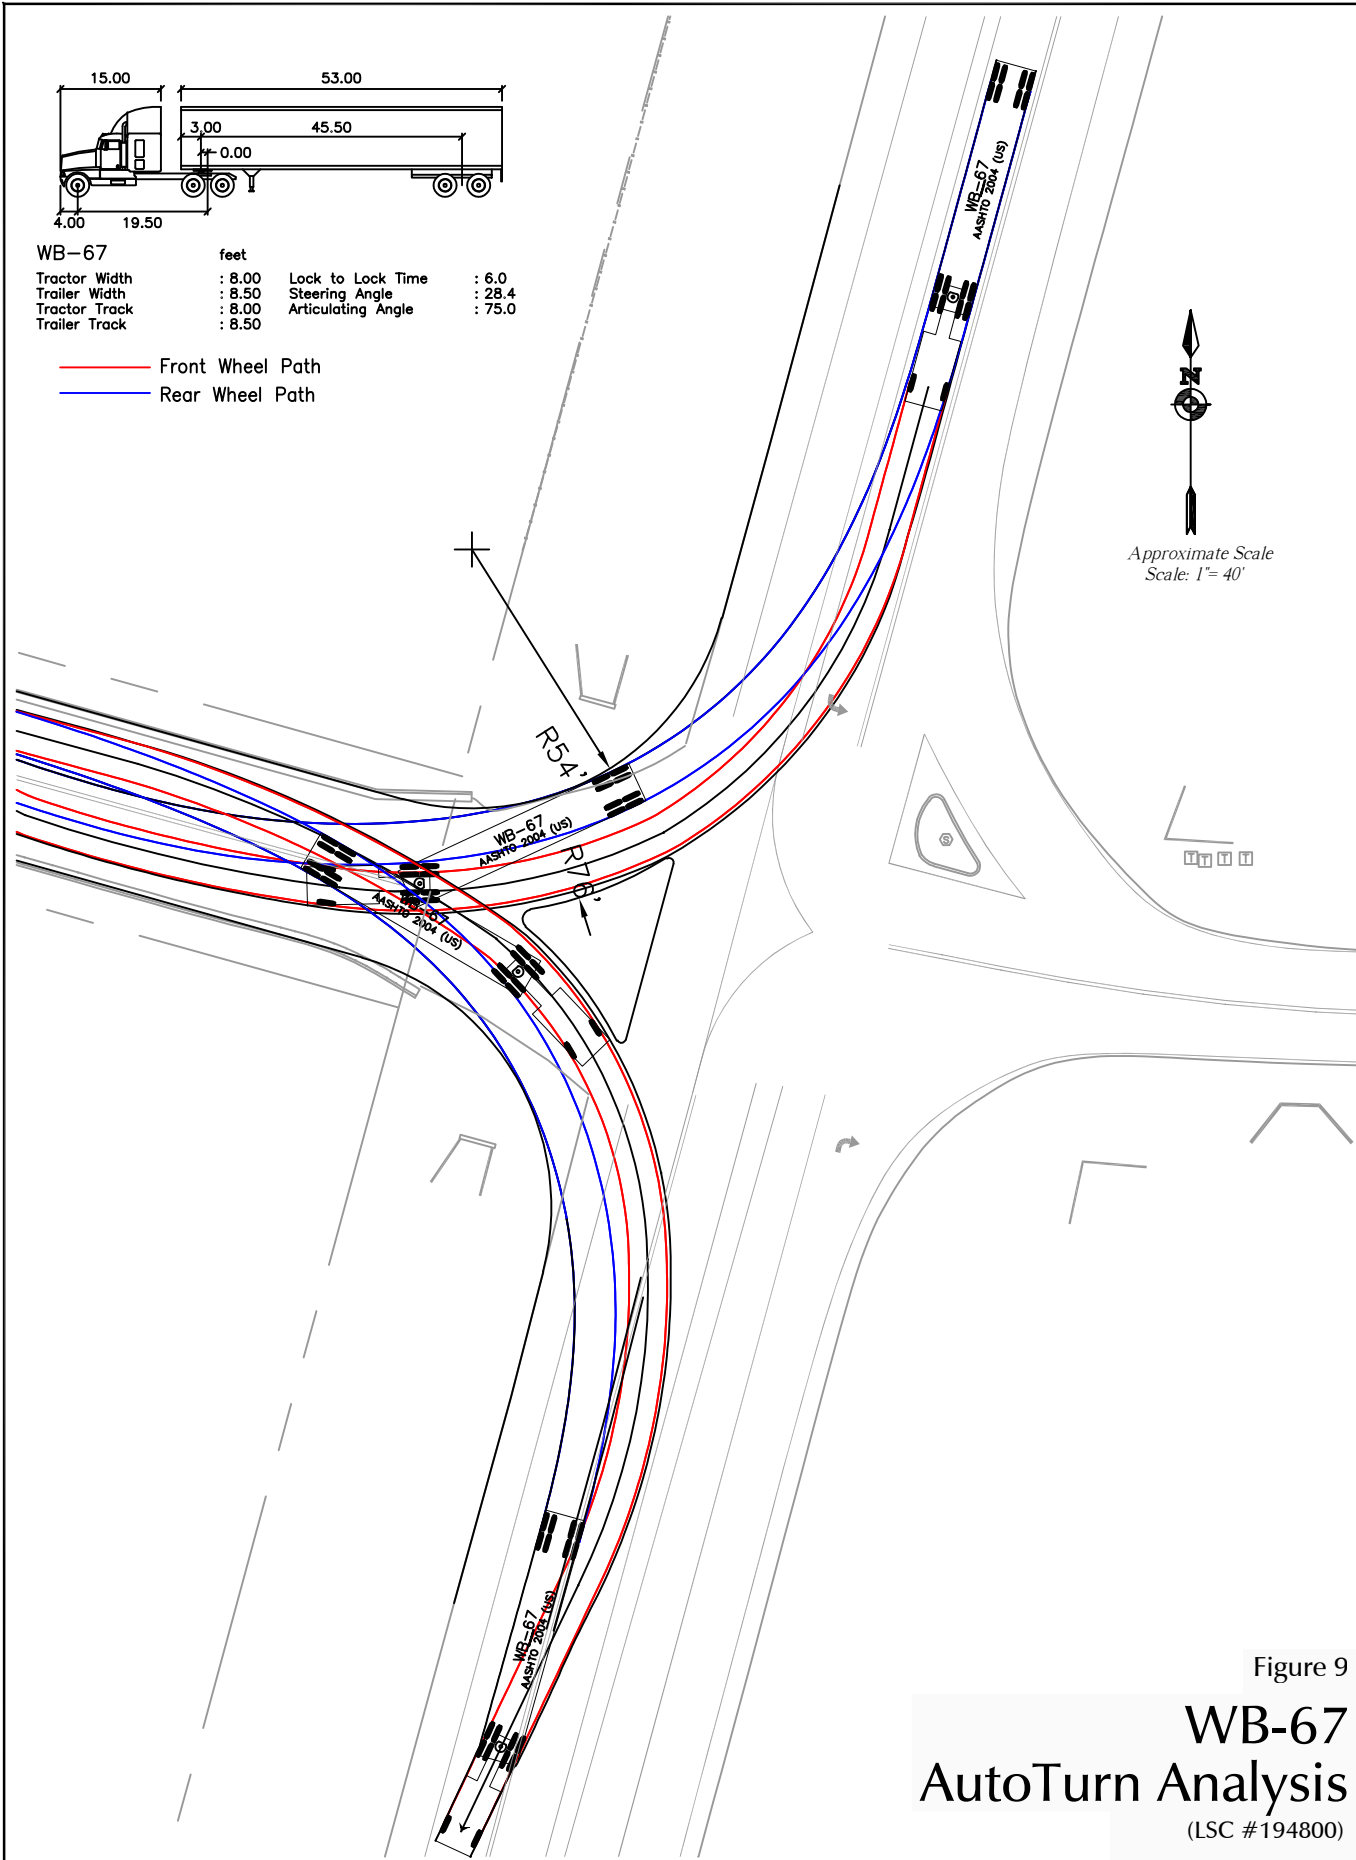 15.00
53.00
3.00
45.50
0.00
4.00
19.50
WB-67
feet
Tractor Width : 8.00 Lock to Lock Time : 6.0
Trailer Width : 8.50 Steering Angle : 28.4
Tractor Track : 8.00 Articulating Angle : 75.0
Trailer Track : 8.50
Front Wheel Path
Rear Wheel Path
WB-67
AASHTO 2004 (US)
N
Approximate Scale
Scale: 1"= 40'
R54'
WB-67
AASHTO 2004 (US)
R76'
S
T T T T
WB-67
AASHTO 2004 (US)
WB-67
AASHTO 2004 (US)
Figure 9
WB-67
AutoTurn Analysis
(LSC #194800)